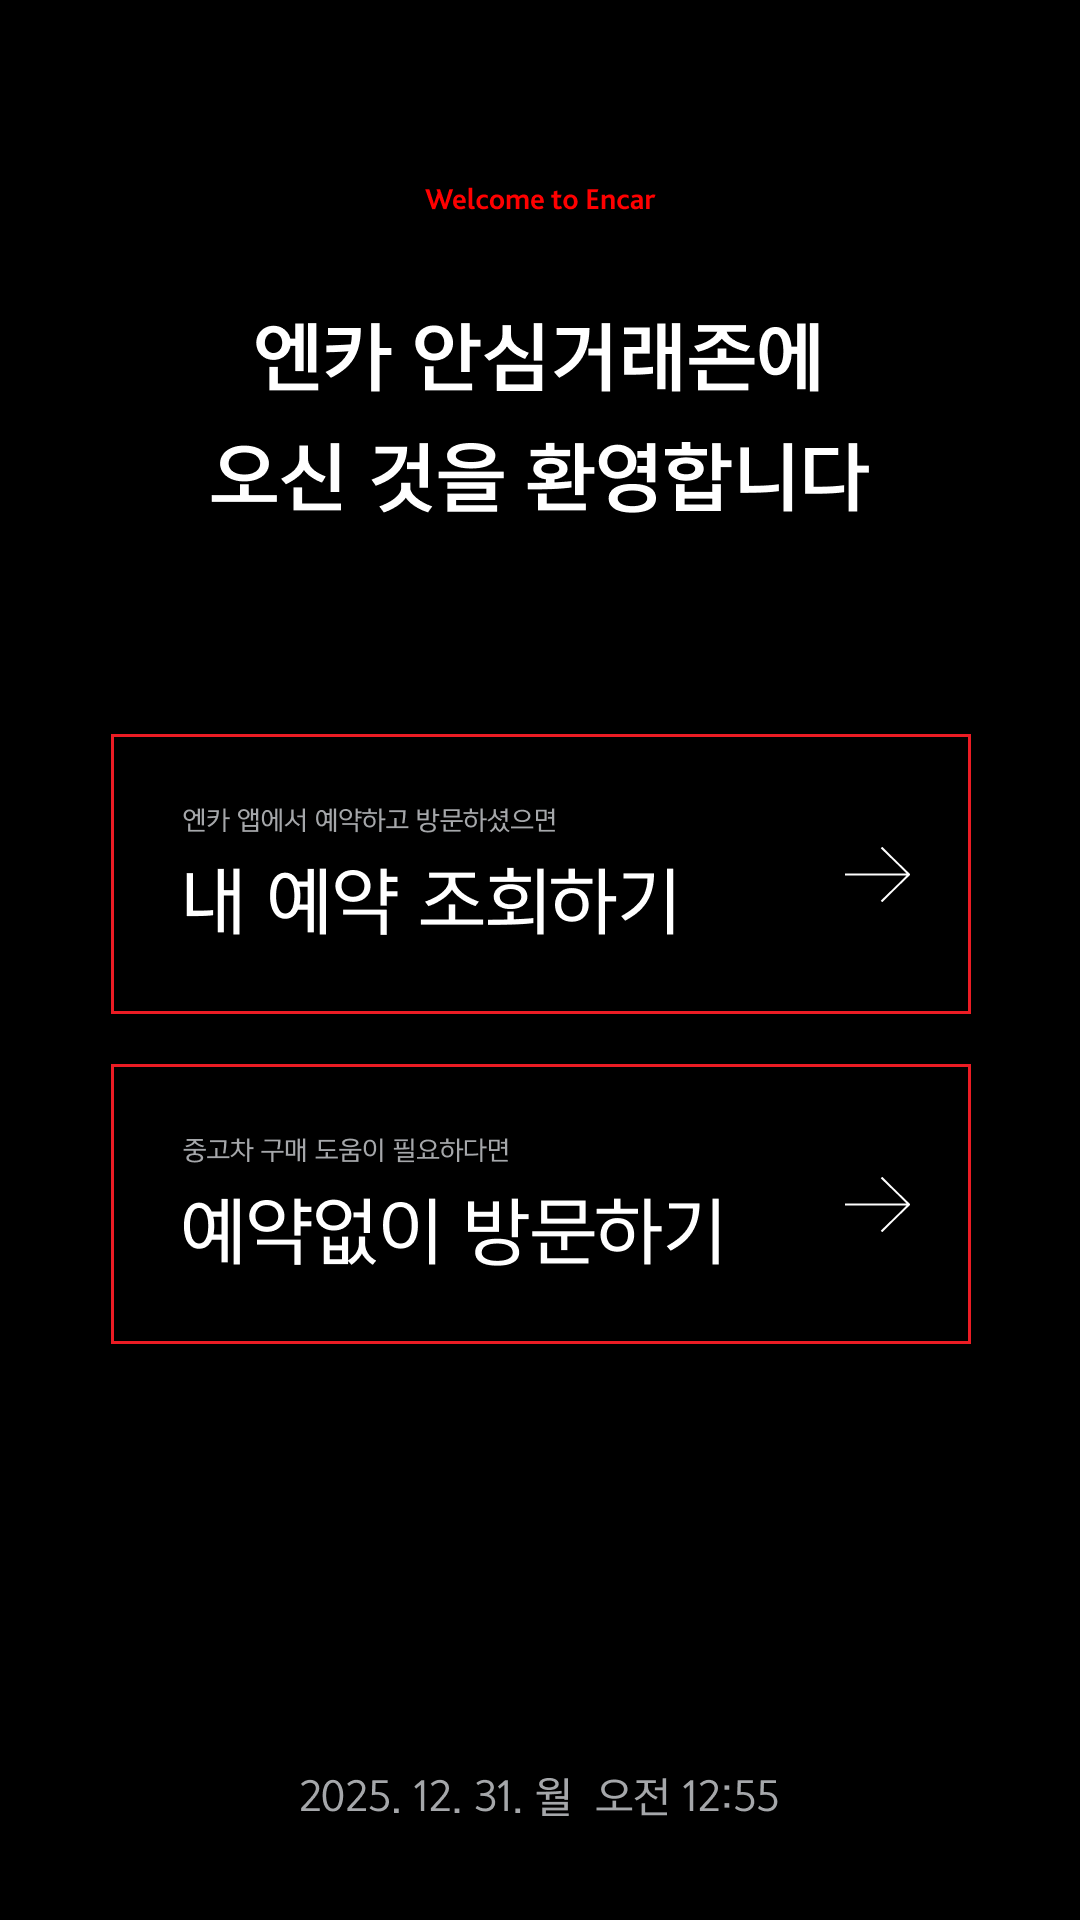 Welcome to Encar
엔카 안심거래존에
오신 것을 환영합니다
엔카 앱에서 예약하고 방문하셨으면
내 예약 조회하기
중고차 구매 도움이 필요하다면
예약없이 방문하기
2025. 12. 31. 월 오전 12:55